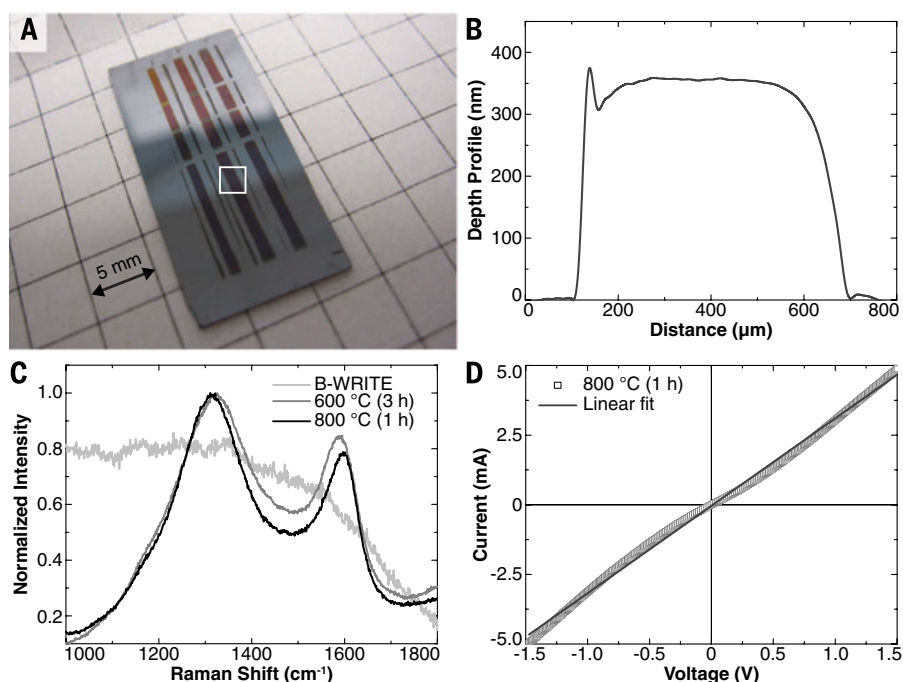 A
5 mm
B
400
300
200
100
0
0
200
400
600
800
Depth Profile (nm)
Distance (µm)
C
1.0
0.8
0.6
0.4
0.2
1000
1200
1400
1600
1800
Normalized Intensity
Raman Shift (cm⁻¹)
B-WRITE
600 °C (3 h)
800 °C (1 h)
D
5.0
2.5
0
-2.5
-5.0
-1.5
-1.0
-0.5
0
0.5
1.0
1.5
Current (mA)
Voltage (V)
800 °C (1 h)
Linear fit